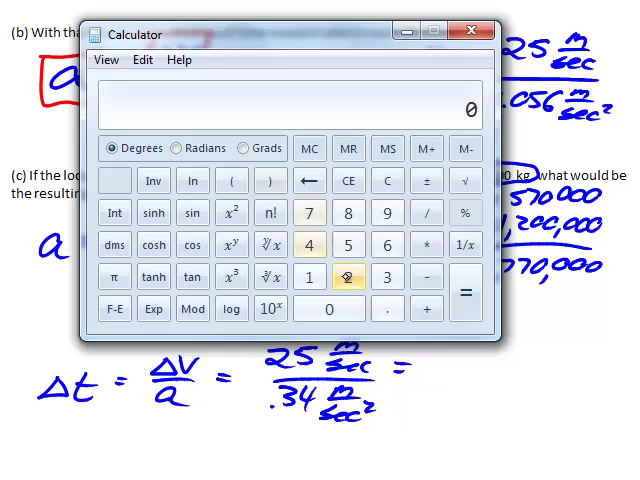 (b) With tha
a
25 m/sec
.056 m/sec²
Calculator
View Edit Help
0
Degrees Radians Grads MC MR MS M+ M-
Inv ln ( ) ← CE C ± √
Int sinh sin x² n! 7 8 9 / %
dms cosh cos xʸ ʸ√x 4 5 6 * 1/x
π tanh tan x³ ³√x 1 2 3 - =
F-E Exp Mod log 10ˣ 0 . +
(c) If the loc
00 kg, what would be
the resultin
570000
,200,000
a
770,000
Δt = Δv/a = 25 m/sec / .34 m/sec² =